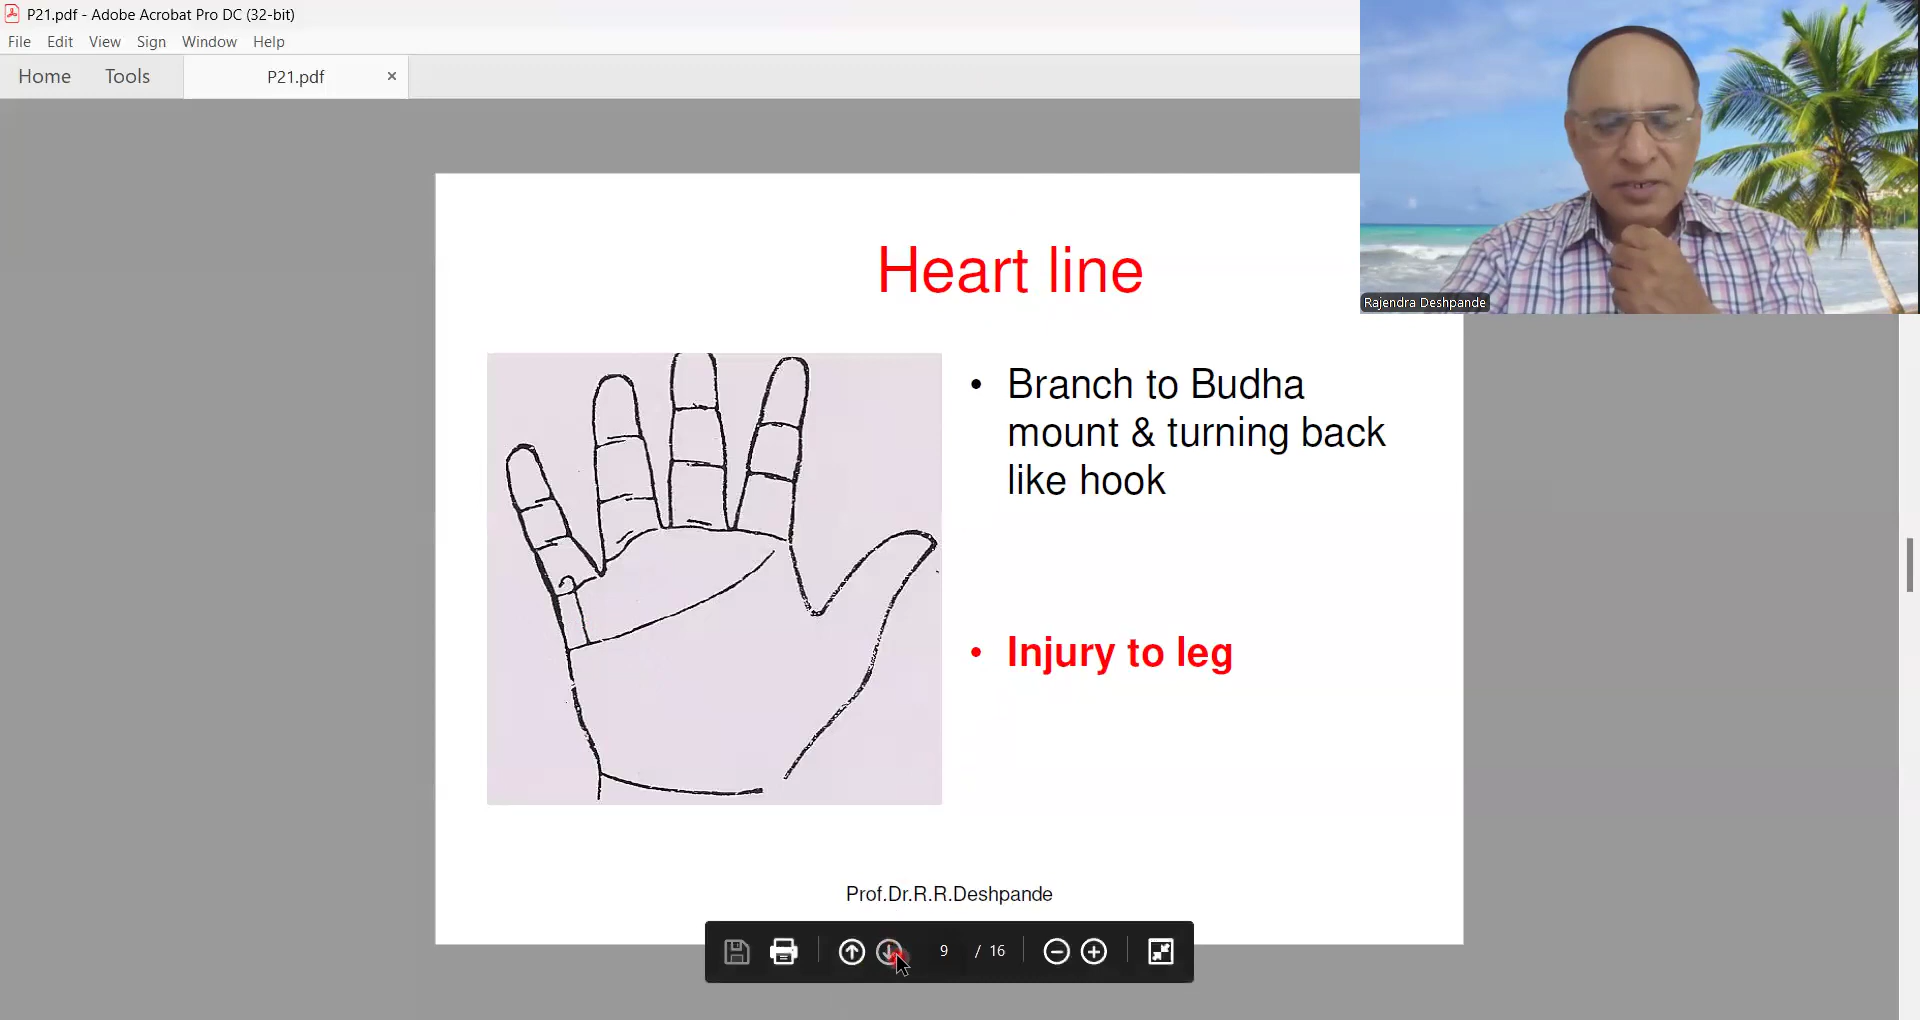 P21.pdf - Adobe Acrobat Pro DC (32-bit)
File Edit View Sign Window Help
Home Tools P21.pdf ×
Rajendra Deshpande
Heart line
• Branch to Budha
mount & turning back
like hook
• Injury to leg
Prof.Dr.R.R.Deshpande
9 / 16